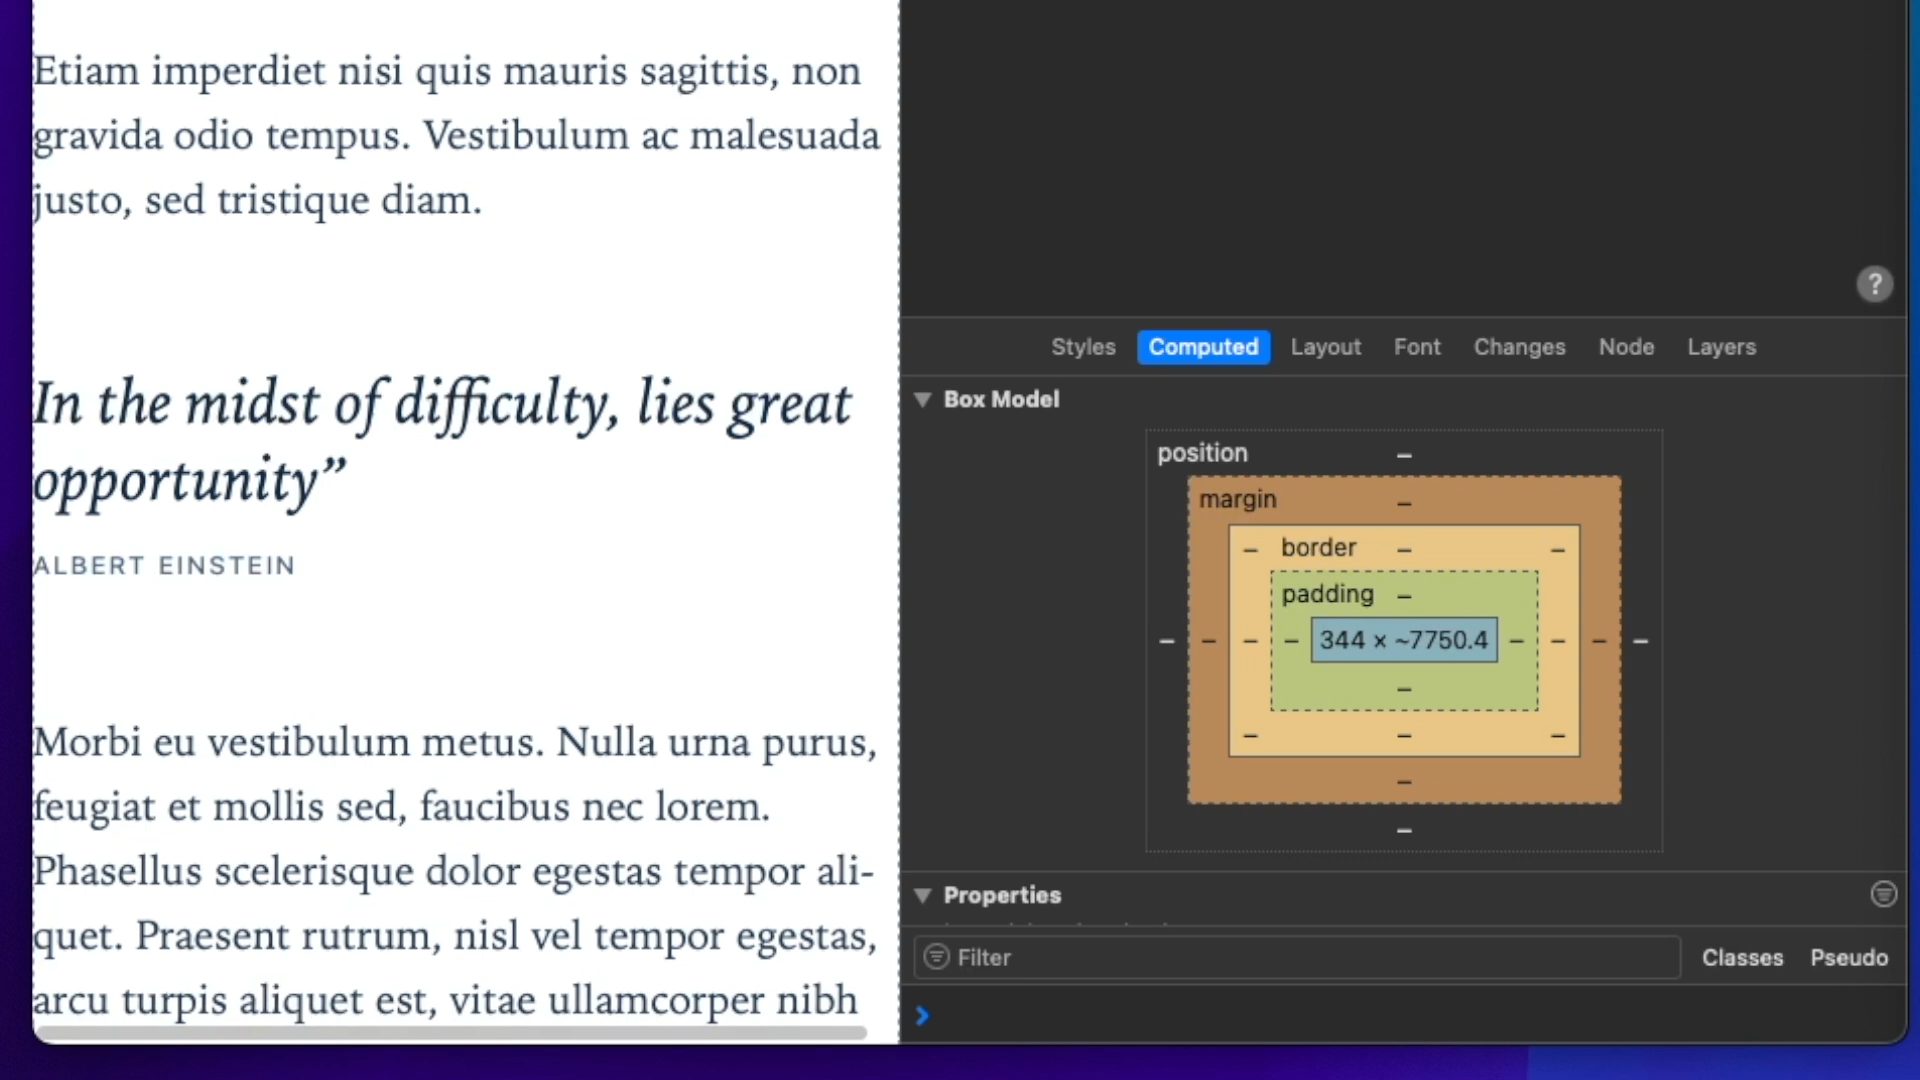 Etiam imperdiet nisi quis mauris sagittis, non
gravida odio tempus. Vestibulum ac malesuada
justo, sed tristique diam.
In the midst of difficulty, lies great
opportunity”
ALBERT EINSTEIN
Morbi eu vestibulum metus. Nulla urna purus,
feugiat et mollis sed, faucibus nec lorem.
Phasellus scelerisque dolor egestas tempor ali-
quet. Praesent rutrum, nisl vel tempor egestas,
arcu turpis aliquet est, vitae ullamcorper nibh
?
Styles Computed Layout Font Changes Node Layers
Box Model
position –
margin –
– border – –
padding –
– – – – 344 × ~7750.4 – – – –
–
– – –
–
–
Properties
Filter Classes Pseudo